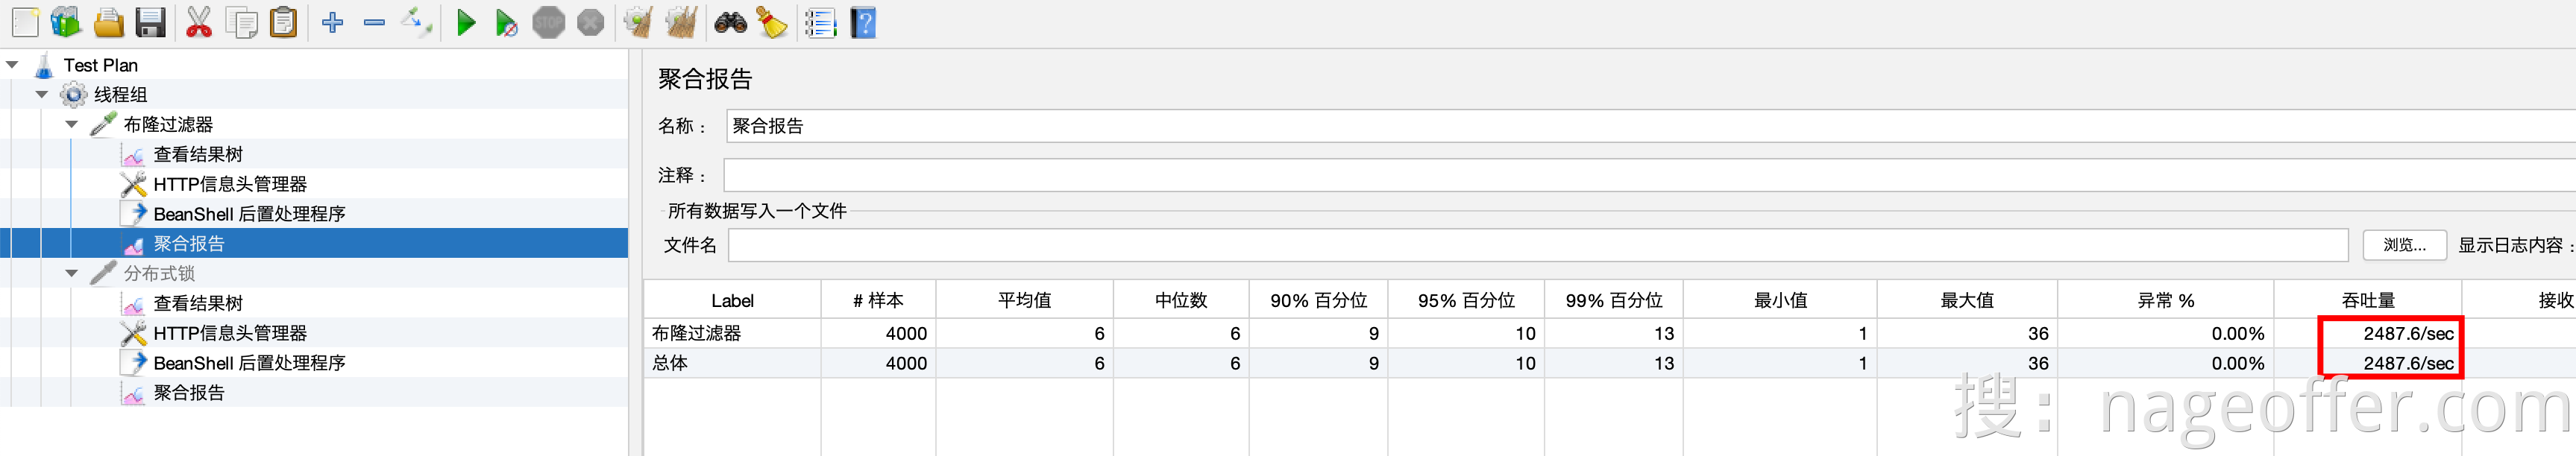 STOP
Test Plan
线程组
布隆过滤器
查看结果树
HTTP信息头管理器
BeanShell 后置处理程序
聚合报告
分布式锁
查看结果树
HTTP信息头管理器
BeanShell 后置处理程序
聚合报告
聚合报告
名称： 聚合报告
注释：
所有数据写入一个文件
文件名 浏览... 显示日志内容：
Label # 样本 平均值 中位数 90% 百分位 95% 百分位 99% 百分位 最小值 最大值 异常 % 吞吐量 接收
布隆过滤器 4000 6 6 9 10 13 1 36 0.00% 2487.6/sec
总体 4000 6 6 9 10 13 1 36 0.00% 2487.6/sec
搜：nageoffer.com